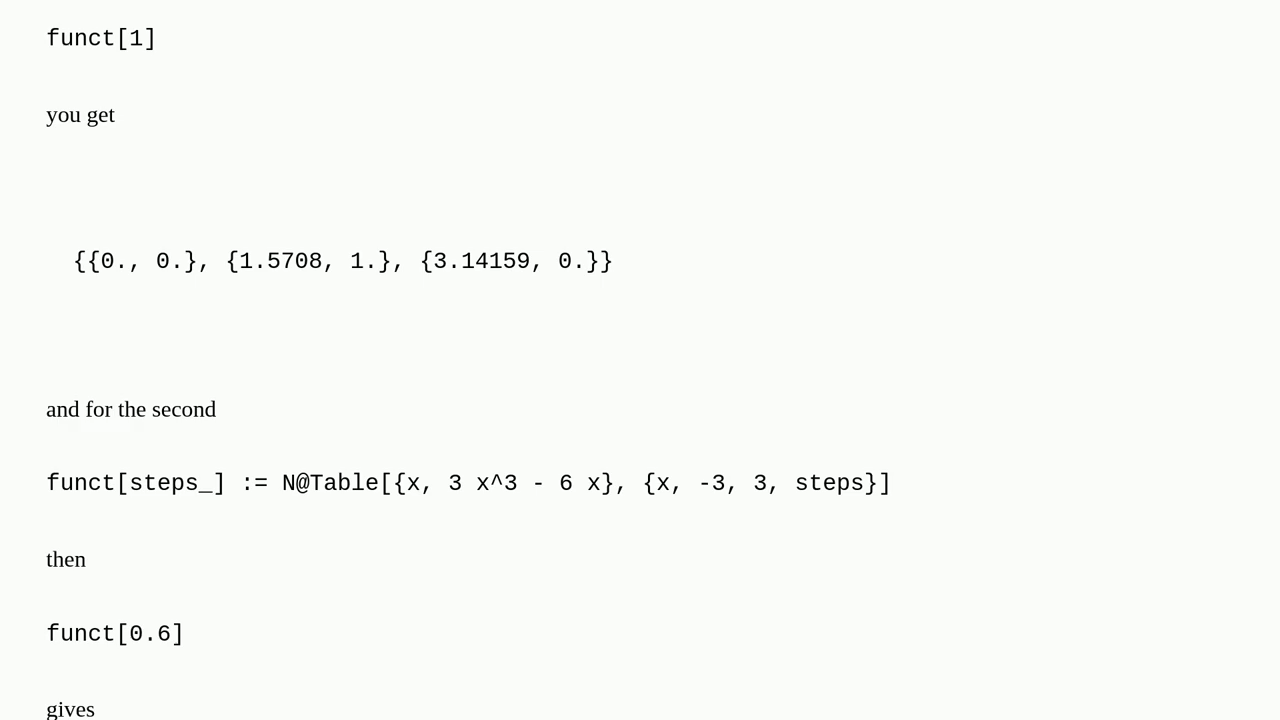 funct[1]
you get
{{0., 0.}, {1.5708, 1.}, {3.14159, 0.}}
and for the second
funct[steps_] := N@Table[{x, 3 x^3 - 6 x}, {x, -3, 3, steps}]
then
funct[0.6]
gives